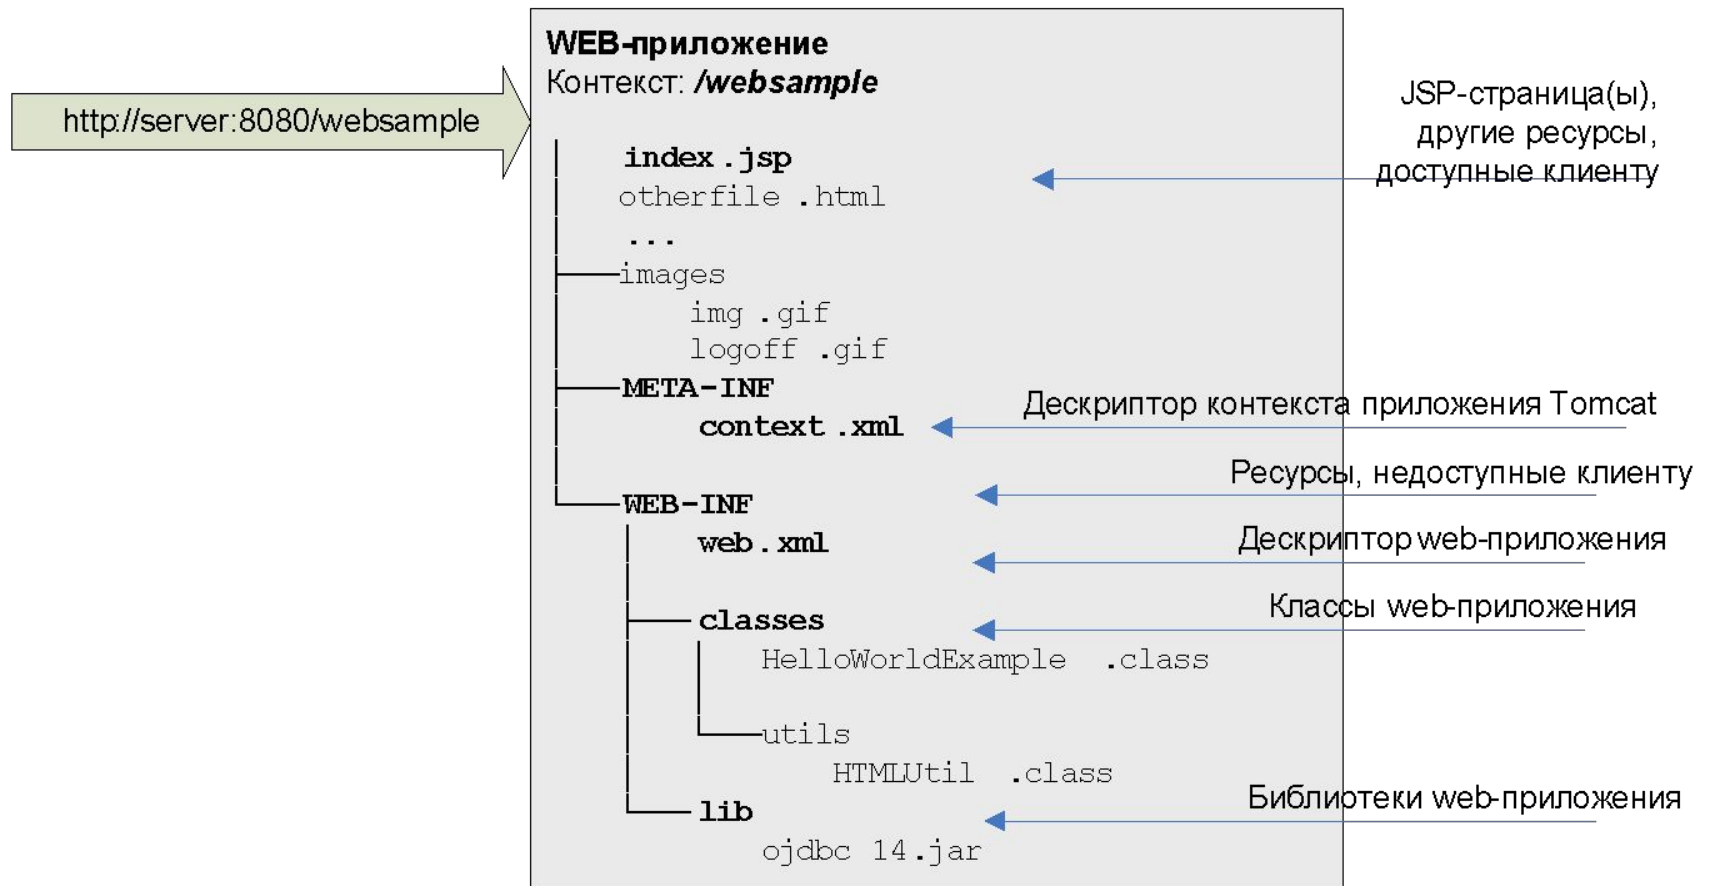 WEB-приложение
Контекст: /websample
http://server:8080/websample
JSP-страница(ы),
другие ресурсы,
доступные клиенту
index.jsp
otherfile .html
...
images
img .gif
logoff .gif
META-INF
Дескриптор контекста приложения Tomcat
context .xml
Ресурсы, недоступные клиенту
WEB-INF
web.xml
Дескриптор web-приложения
Классы web-приложения
classes
HelloWorldExample .class
utils
HTMLUtil .class
Библиотеки web-приложения
lib
ojdbc 14.jar